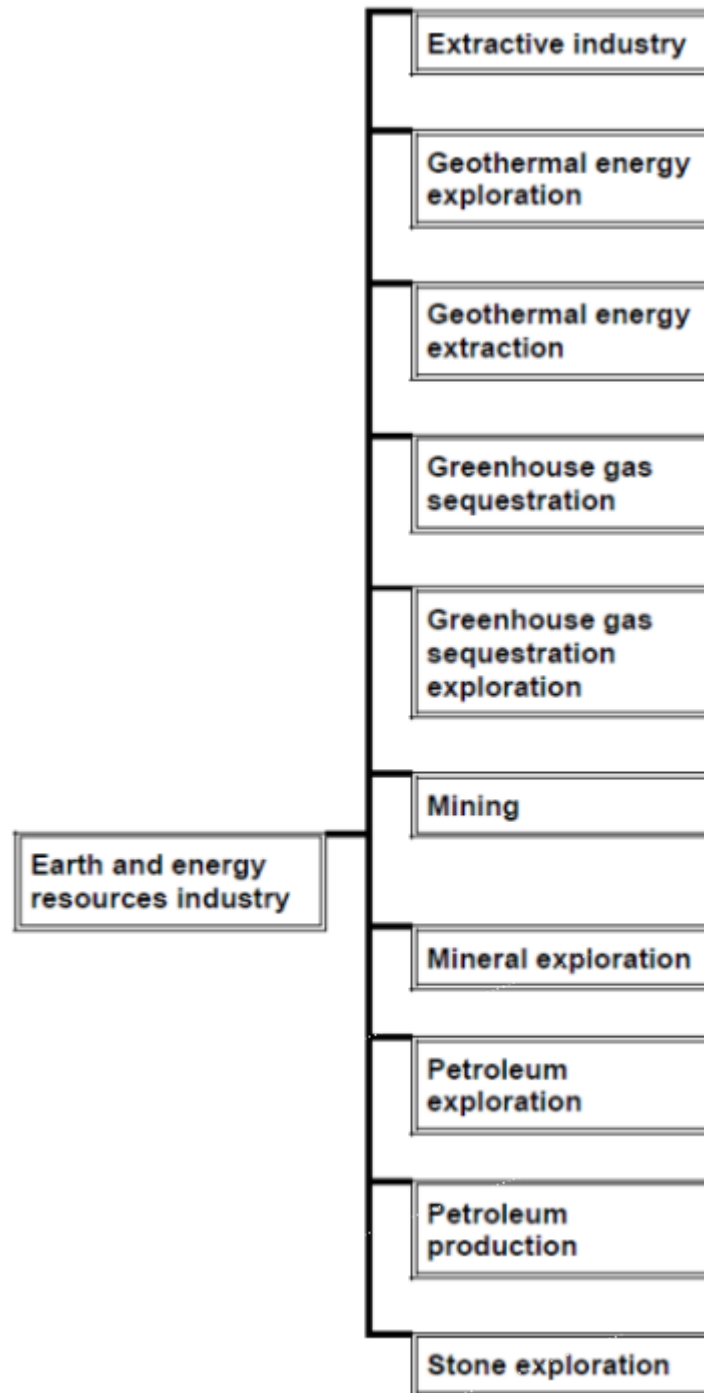 Extractive industry
Geothermal energy
exploration
Geothermal energy
extraction
Greenhouse gas
sequestration
Greenhouse gas
sequestration
exploration
Mining
Earth and energy
resources industry
Mineral exploration
Petroleum
exploration
Petroleum
production
Stone exploration